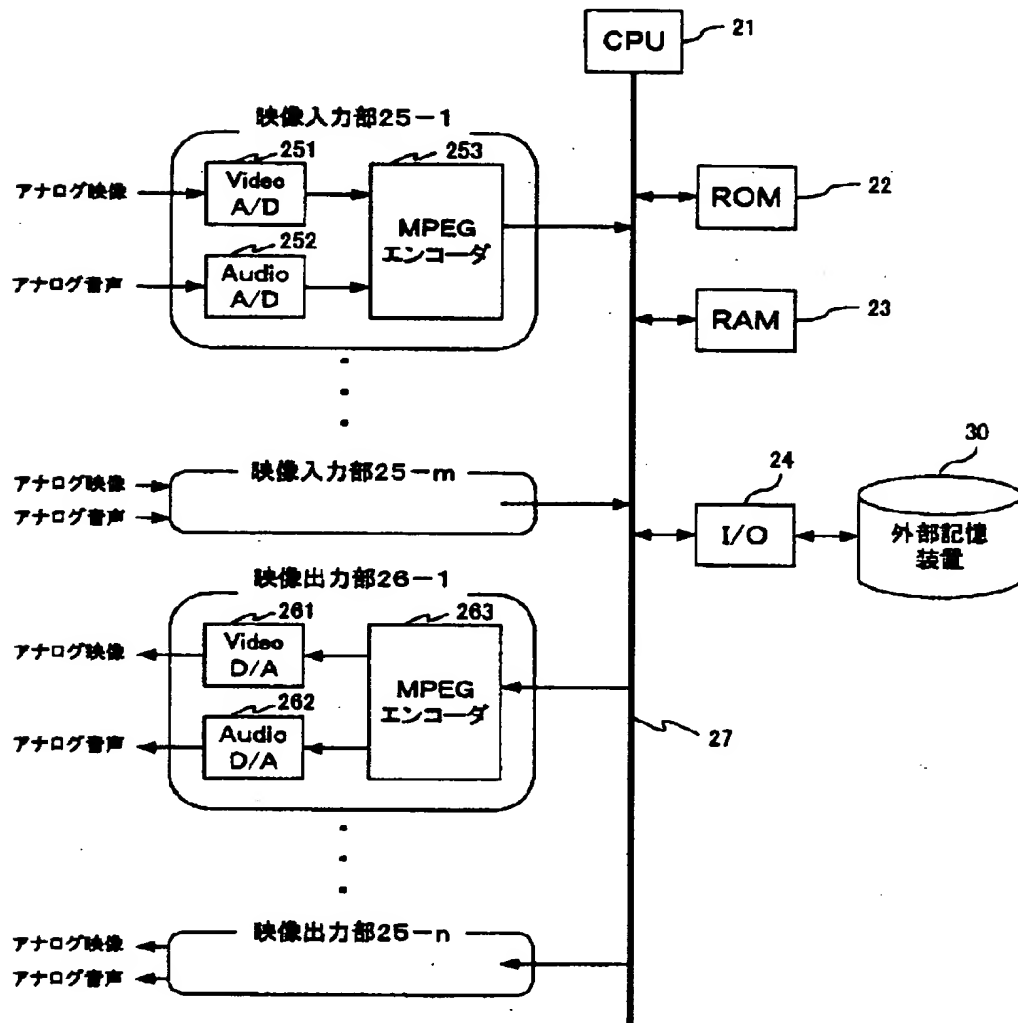 CPU
21
映像入力部25-1
251
253
アナログ映像
Video
A/D
MPEG
エンコーダ
252
アナログ音声
Audio
A/D
ROM
22
RAM
23
映像入力部25-m
アナログ映像
アナログ音声
24
I/O
30
外部記憶
装置
映像出力部26-1
261
263
アナログ映像
Video
D/A
MPEG
エンコーダ
262
アナログ音声
Audio
D/A
27
映像出力部25-n
アナログ映像
アナログ音声